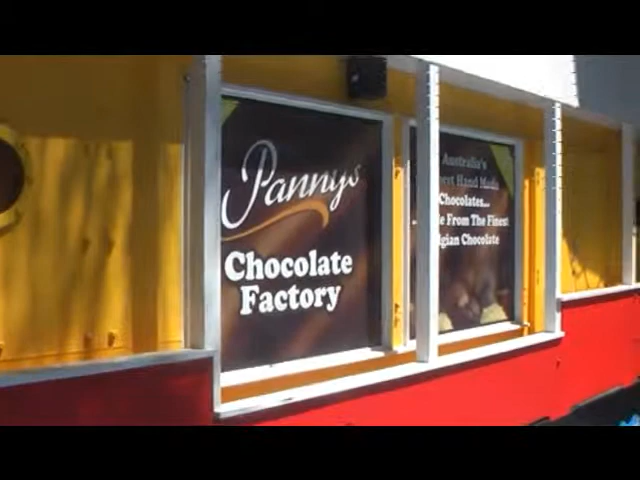 Pannys
Chocolate
Factory
Australia's
Hand Made
Chocolates...
From The Finest
Chocolate